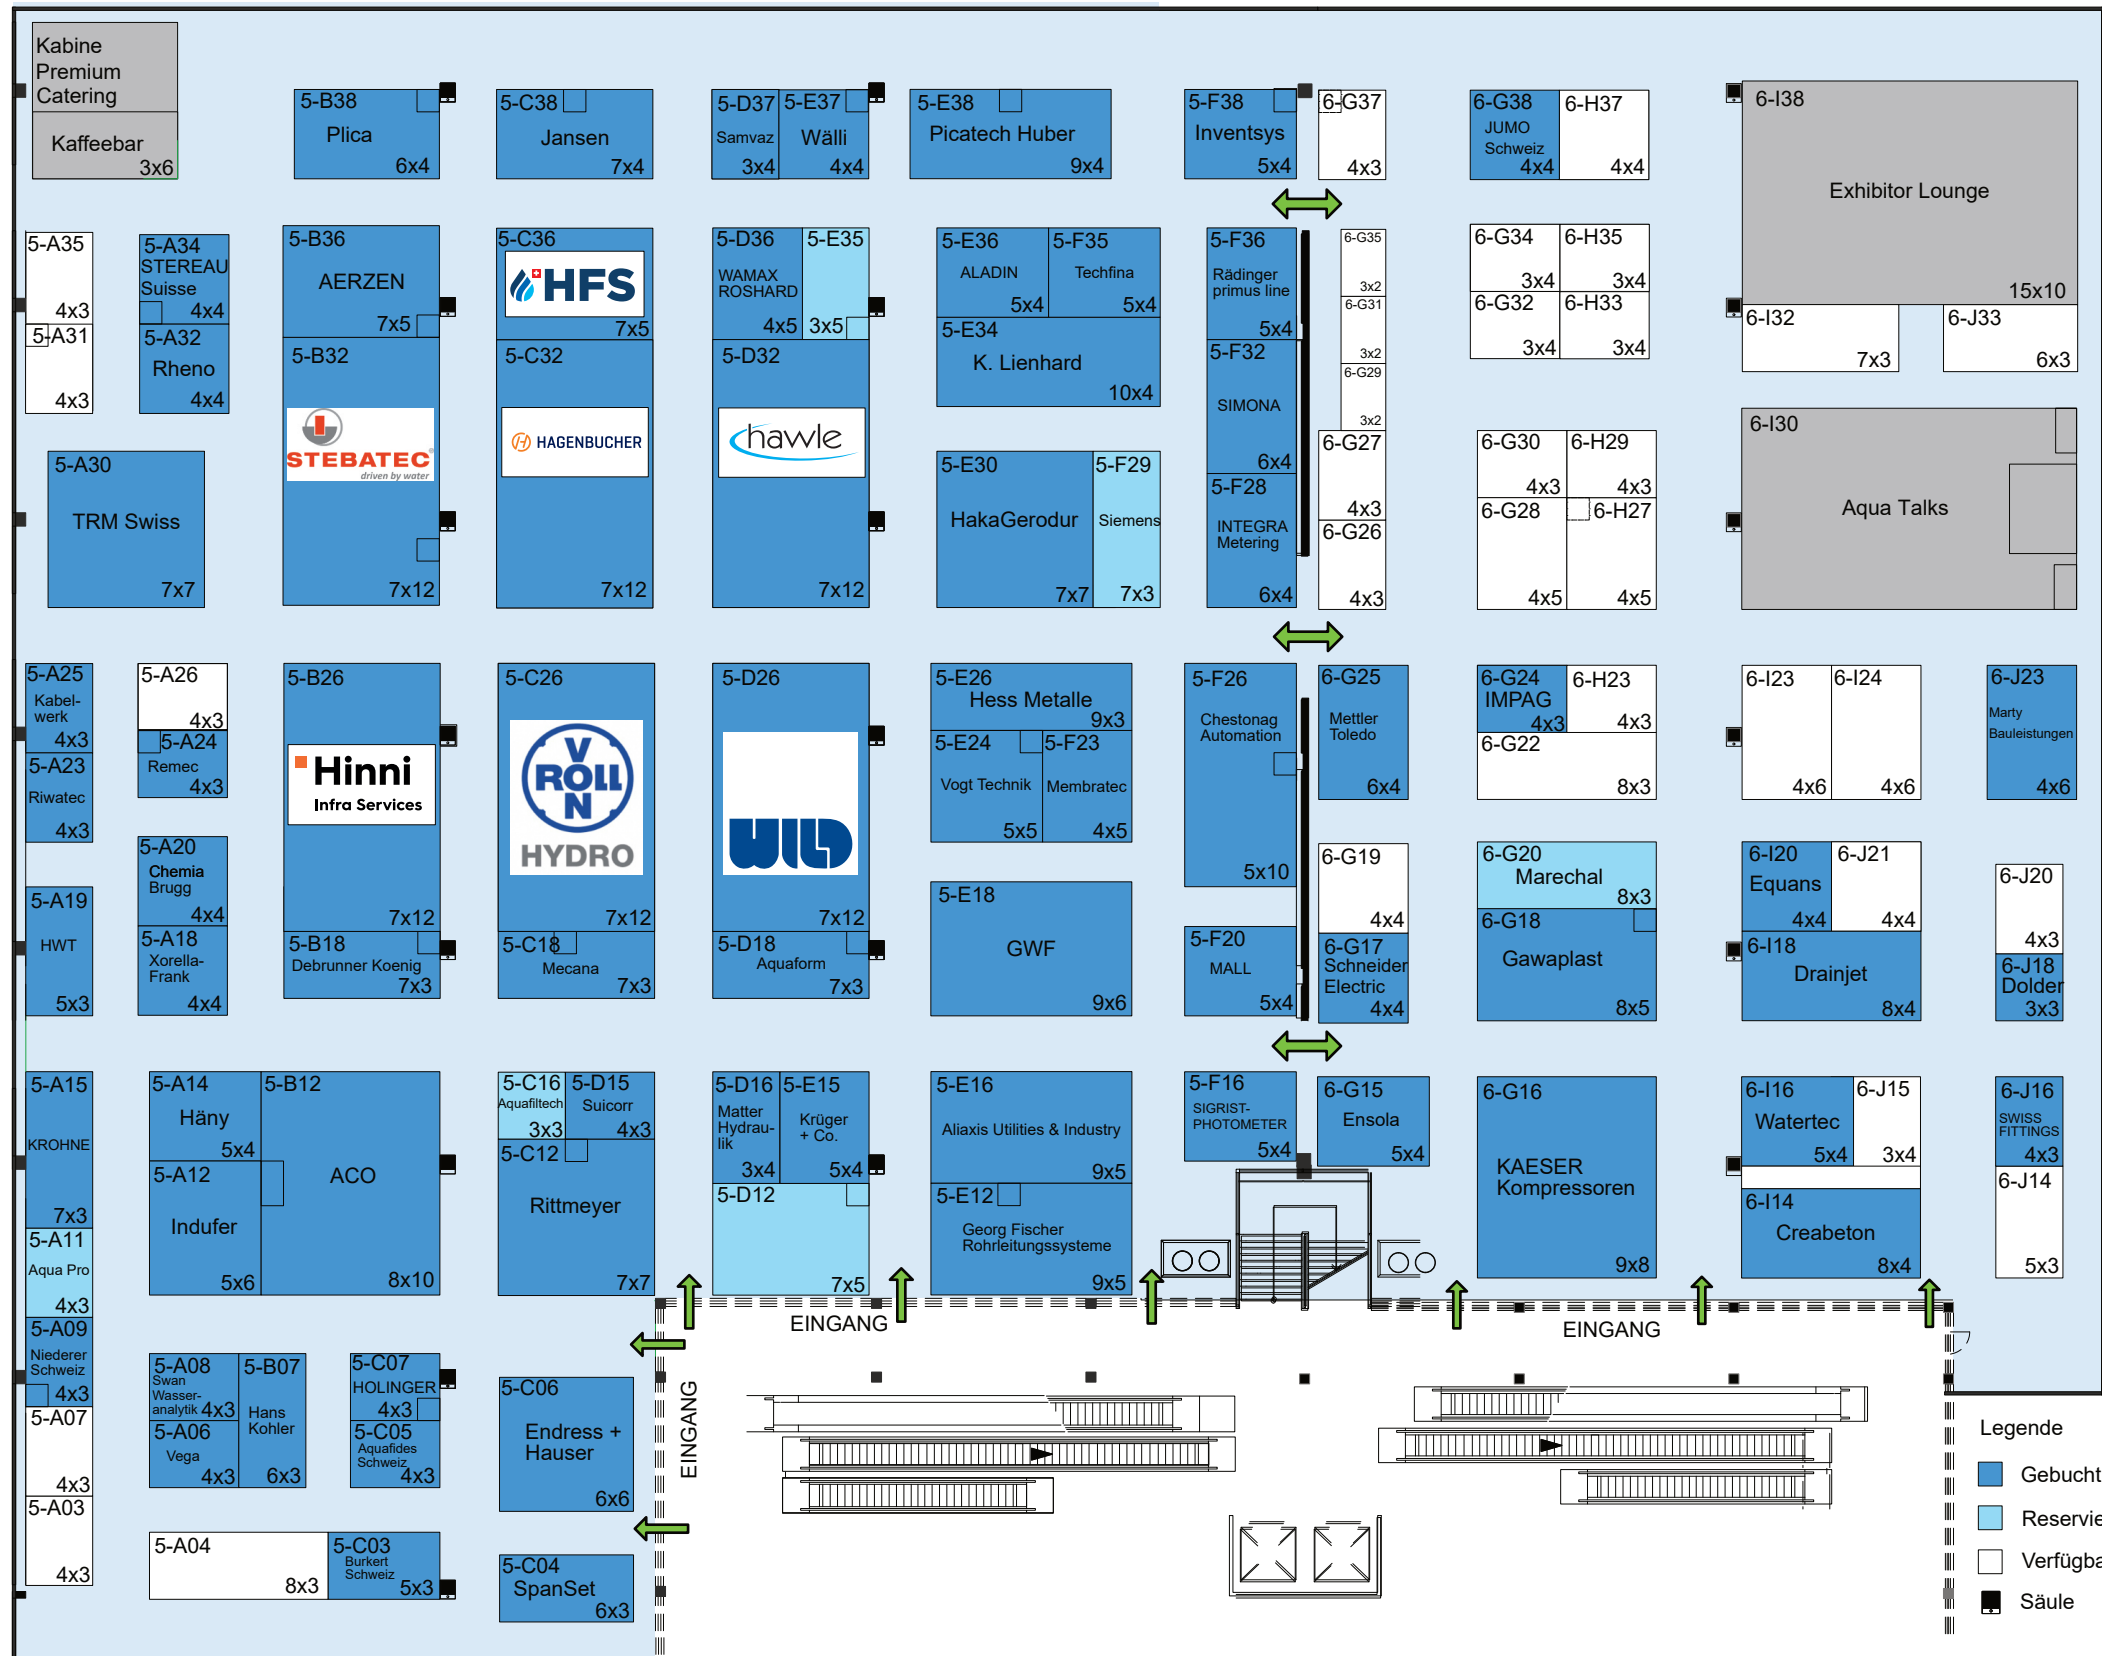 Kabine
Premium
Catering
Kaffeebar
3x6
5-B38
Plica
6x4
5-C38
Jansen
7x4
5-D37
Samvaz
3x4
5-E37
Wälli
4x4
5-E38
Picatech Huber
9x4
5-F38
Inventsys
5x4
6-G37
4x3
6-G38
JUMO
Schweiz
4x4
6-H37
4x4
6-I38
Exhibitor Lounge
15x10
5-A35
4x3
5-A31
4x3
5-A34
STEREAU
Suisse
4x4
5-A32
Rheno
4x4
5-B36
AERZEN
7x5
5-B32
STEBATEC
driven by water
7x12
5-C36
HFS
7x5
5-C32
HAGENBUCHER
7x12
5-D36
WAMAX
ROSHARD
4x5
5-E35
3x5
5-D32
hawle
7x12
5-E36
ALADIN
5x4
5-F35
Techfina
5x4
5-E34
K. Lienhard
10x4
5-F36
Rädinger
primus line
5x4
5-F32
SIMONA
6x4
5-F28
INTEGRA
Metering
6x4
6-G35
3x2
6-G31
3x2
6-G29
3x2
6-G27
4x3
6-G26
4x3
6-G34
3x4
6-H35
3x4
6-G32
3x4
6-H33
3x4
6-I32
7x3
6-J33
6x3
5-A30
TRM Swiss
7x7
5-E30
HakaGerodur
7x7
5-F29
Siemens
7x3
6-G30
4x3
6-H29
4x3
6-G28
4x5
6-H27
4x5
6-I30
Aqua Talks
5-A25
Kabel-
werk
4x3
5-A23
Riwatec
4x3
5-A26
4x3
5-A24
Remec
4x3
5-B26
Hinni
Infra Services
7x12
5-B18
Debrunner Koenig
7x3
5-C26
VON
ROLL
HYDRO
7x12
5-C18
Mecana
7x3
5-D26
WILD
7x12
5-D18
Aquaform
7x3
5-E26
Hess Metalle
9x3
5-E24
Vogt Technik
5x5
5-F23
Membratec
4x5
5-E18
GWF
9x6
5-F26
Chestonag
Automation
5x10
5-F20
MALL
5x4
6-G25
Mettler
Toledo
6x4
6-G19
4x4
6-G17
Schneider
Electric
4x4
6-G24
IMPAG
4x3
6-H23
4x3
6-G22
8x3
6-G20
Marechal
8x3
6-G18
Gawaplast
8x5
6-I23
4x6
6-I24
4x6
6-J23
Marty
Bauleistungen
4x6
6-I20
Equans
4x4
6-J21
4x4
6-I18
Drainjet
8x4
6-J20
4x3
6-J18
Dolder
3x3
5-A20
Chemia
Brugg
4x4
5-A18
Xorella-
Frank
4x4
5-A19
HWT
5x3
5-A15
KROHNE
7x3
5-A11
Aqua Pro
4x3
5-A09
Niederer
Schweiz
4x3
5-A07
4x3
5-A03
4x3
5-A14
Häny
5x4
5-A12
Indufer
5x6
5-B12
ACO
8x10
5-C16
Aquafiltech
3x3
5-D15
Suicorr
4x3
5-C12
Rittmeyer
7x7
5-D16
Matter
Hydrau-
lik
3x4
5-E15
Krüger
+ Co.
5x4
5-D12
7x5
5-E16
Aliaxis Utilities & Industry
9x5
5-E12
Georg Fischer
Rohrleitungssysteme
9x5
5-F16
SIGRIST-
PHOTOMETER
5x4
6-G15
Ensola
5x4
6-G16
KAESER
Kompressoren
9x8
6-I16
Watertec
5x4
6-J15
3x4
6-I14
Creabeton
8x4
6-J16
SWISS
FITTINGS
4x3
6-J14
5x3
5-A08
Swan
Wasser-
analytik
4x3
5-A06
Vega
4x3
5-B07
Hans
Kohler
6x3
5-C07
HOLINGER
4x3
5-C05
Aquafides
Schweiz
4x3
5-C06
Endress +
Hauser
6x6
5-A04
8x3
5-C03
Burkert
Schweiz
5x3
5-C04
SpanSet
6x3
EINGANG
EINGANG
EINGANG
Legende
Gebucht
Reservie
Verfügba
Säule